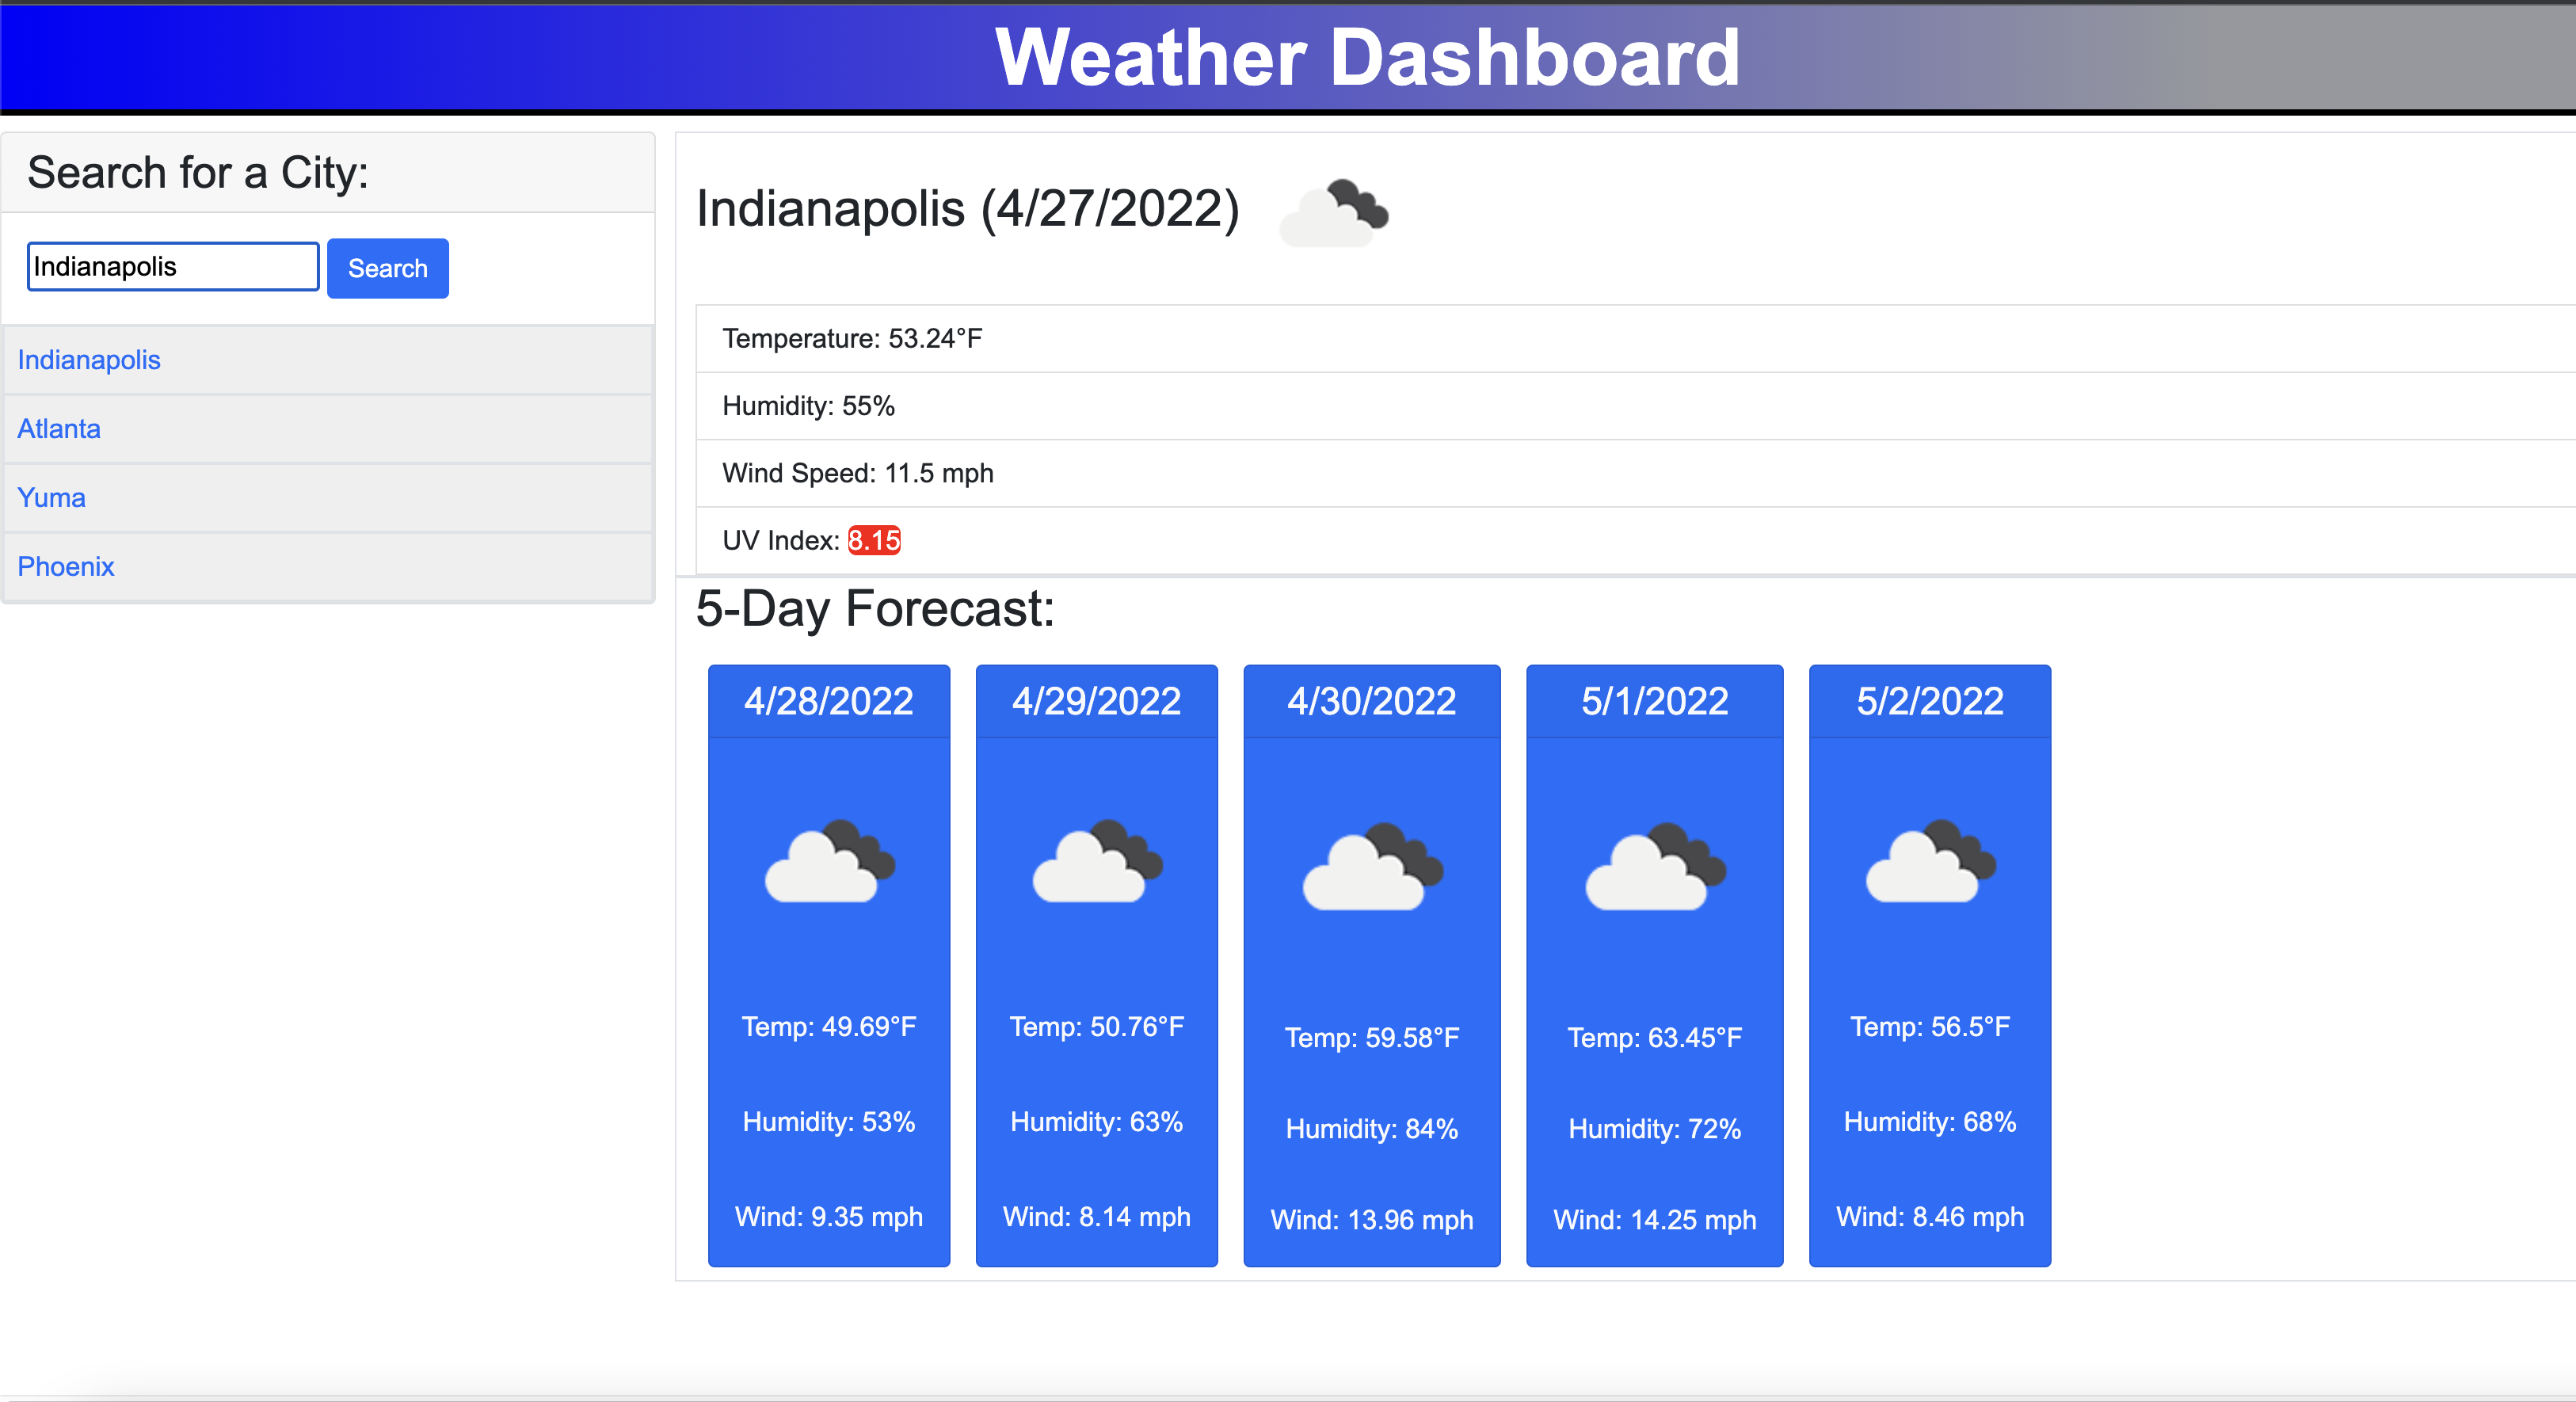 Weather Dashboard
Search for a City:
Indianapolis
Search
Indianapolis
Atlanta
Yuma
Phoenix
Indianapolis (4/27/2022)
Temperature: 53.24°F
Humidity: 55%
Wind Speed: 11.5 mph
UV Index: 8.15
5-Day Forecast:
4/28/2022
Temp: 49.69°F
Humidity: 53%
Wind: 9.35 mph
4/29/2022
Temp: 50.76°F
Humidity: 63%
Wind: 8.14 mph
4/30/2022
Temp: 59.58°F
Humidity: 84%
Wind: 13.96 mph
5/1/2022
Temp: 63.45°F
Humidity: 72%
Wind: 14.25 mph
5/2/2022
Temp: 56.5°F
Humidity: 68%
Wind: 8.46 mph